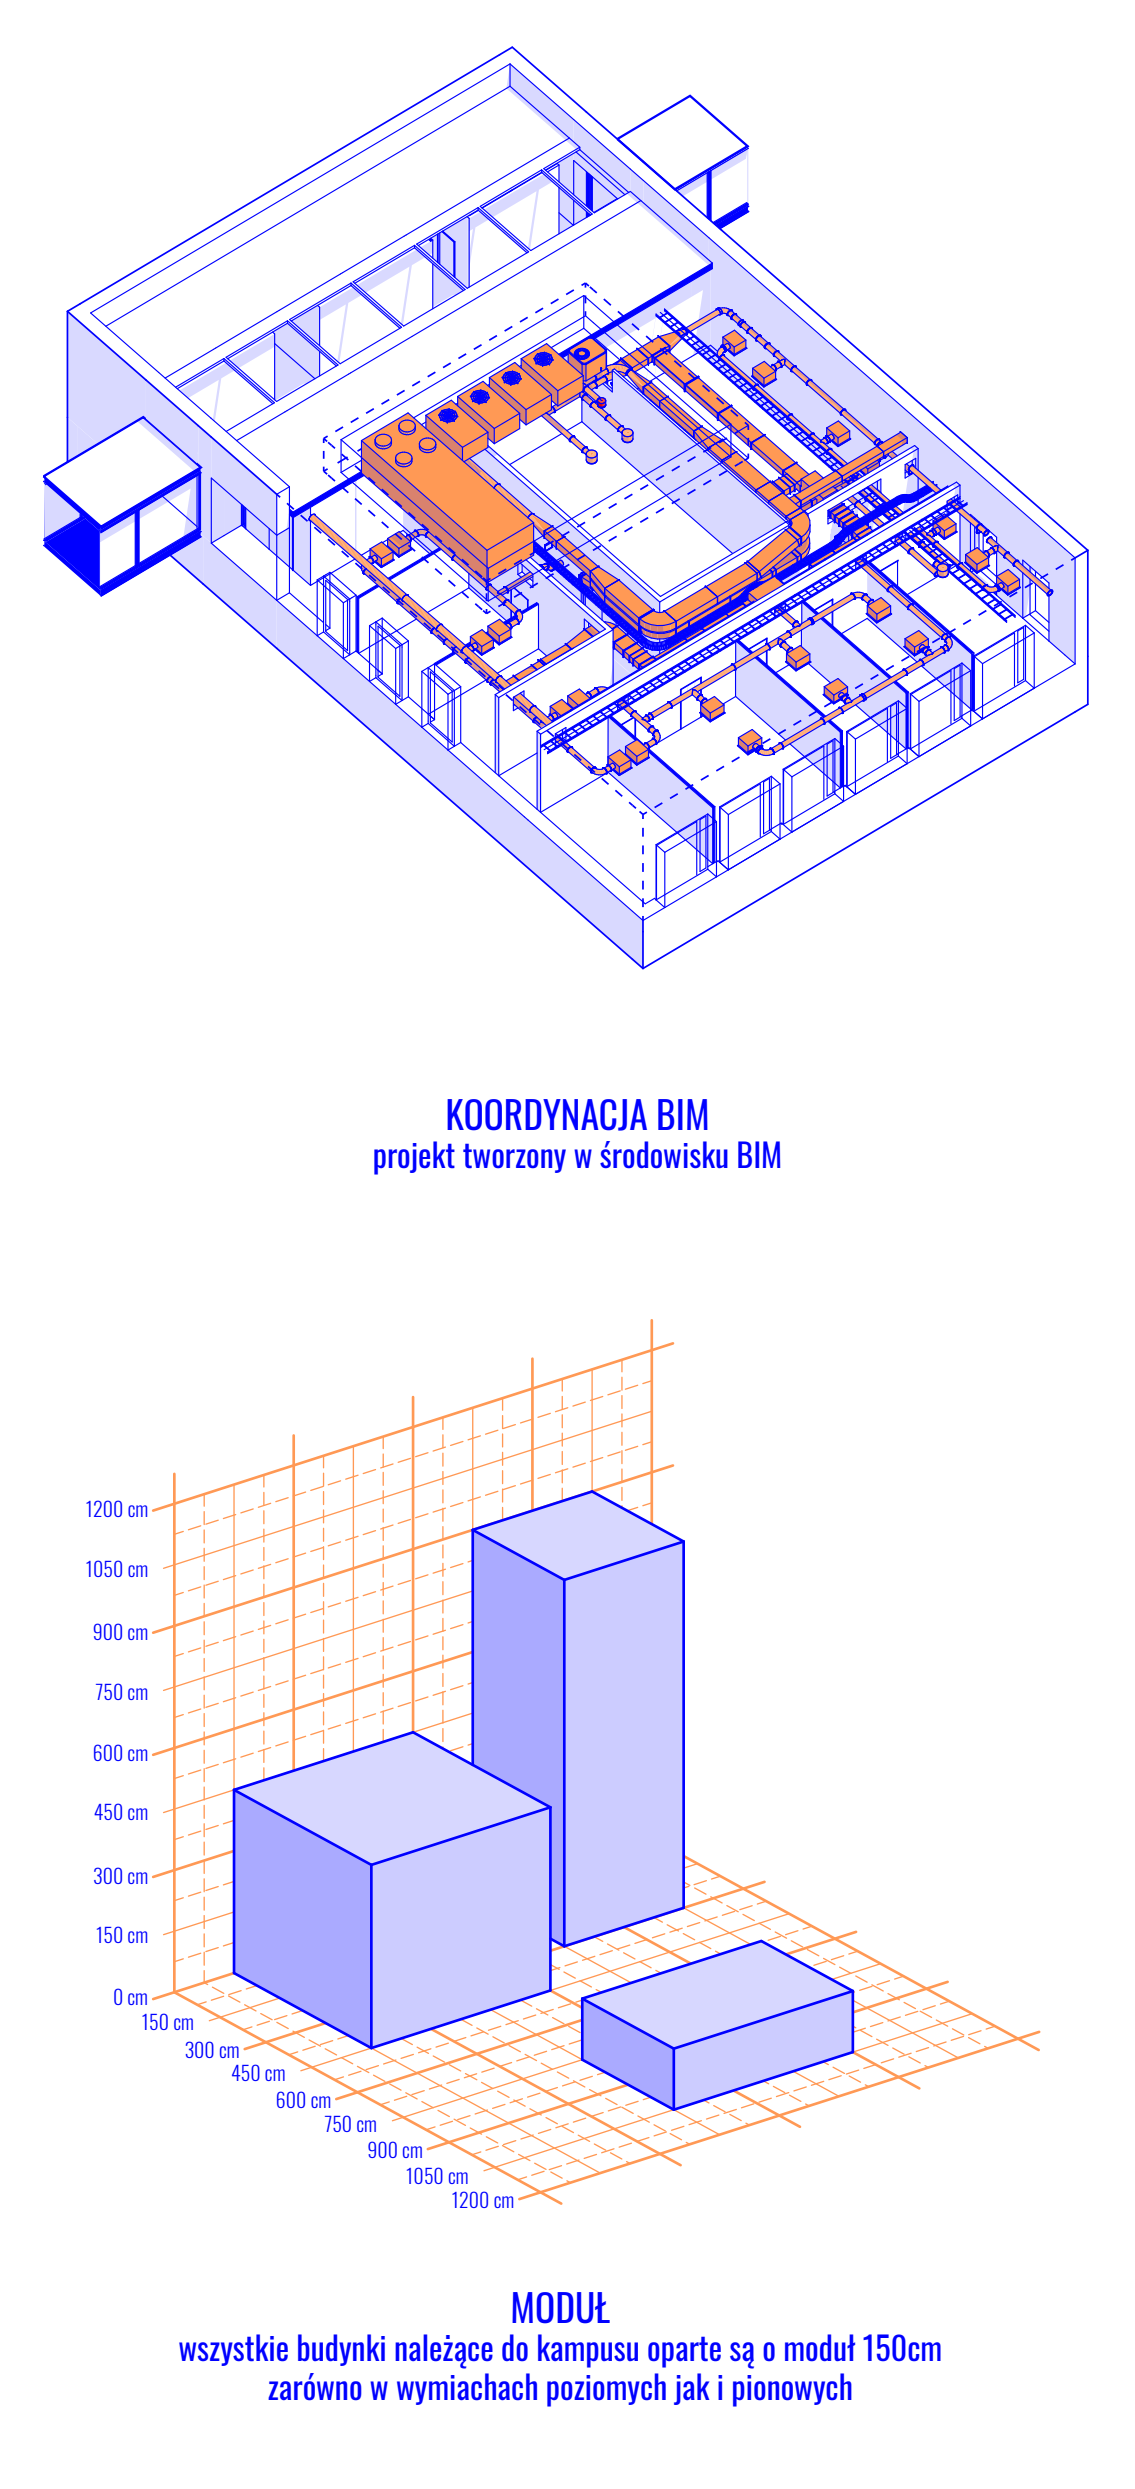 KOORDYNACJA BIM
projekt tworzony w środowisku BIM
1200 cm
1050 cm
900 cm
750 cm
600 cm
450 cm
300 cm
150 cm
0 cm
150 cm
300 cm
450 cm
600 cm
750 cm
900 cm
1050 cm
1200 cm
MODUŁ
wszystkie budynki należące do kampusu oparte są o moduł 150cm
zarówno w wymiachach poziomych jak i pionowych